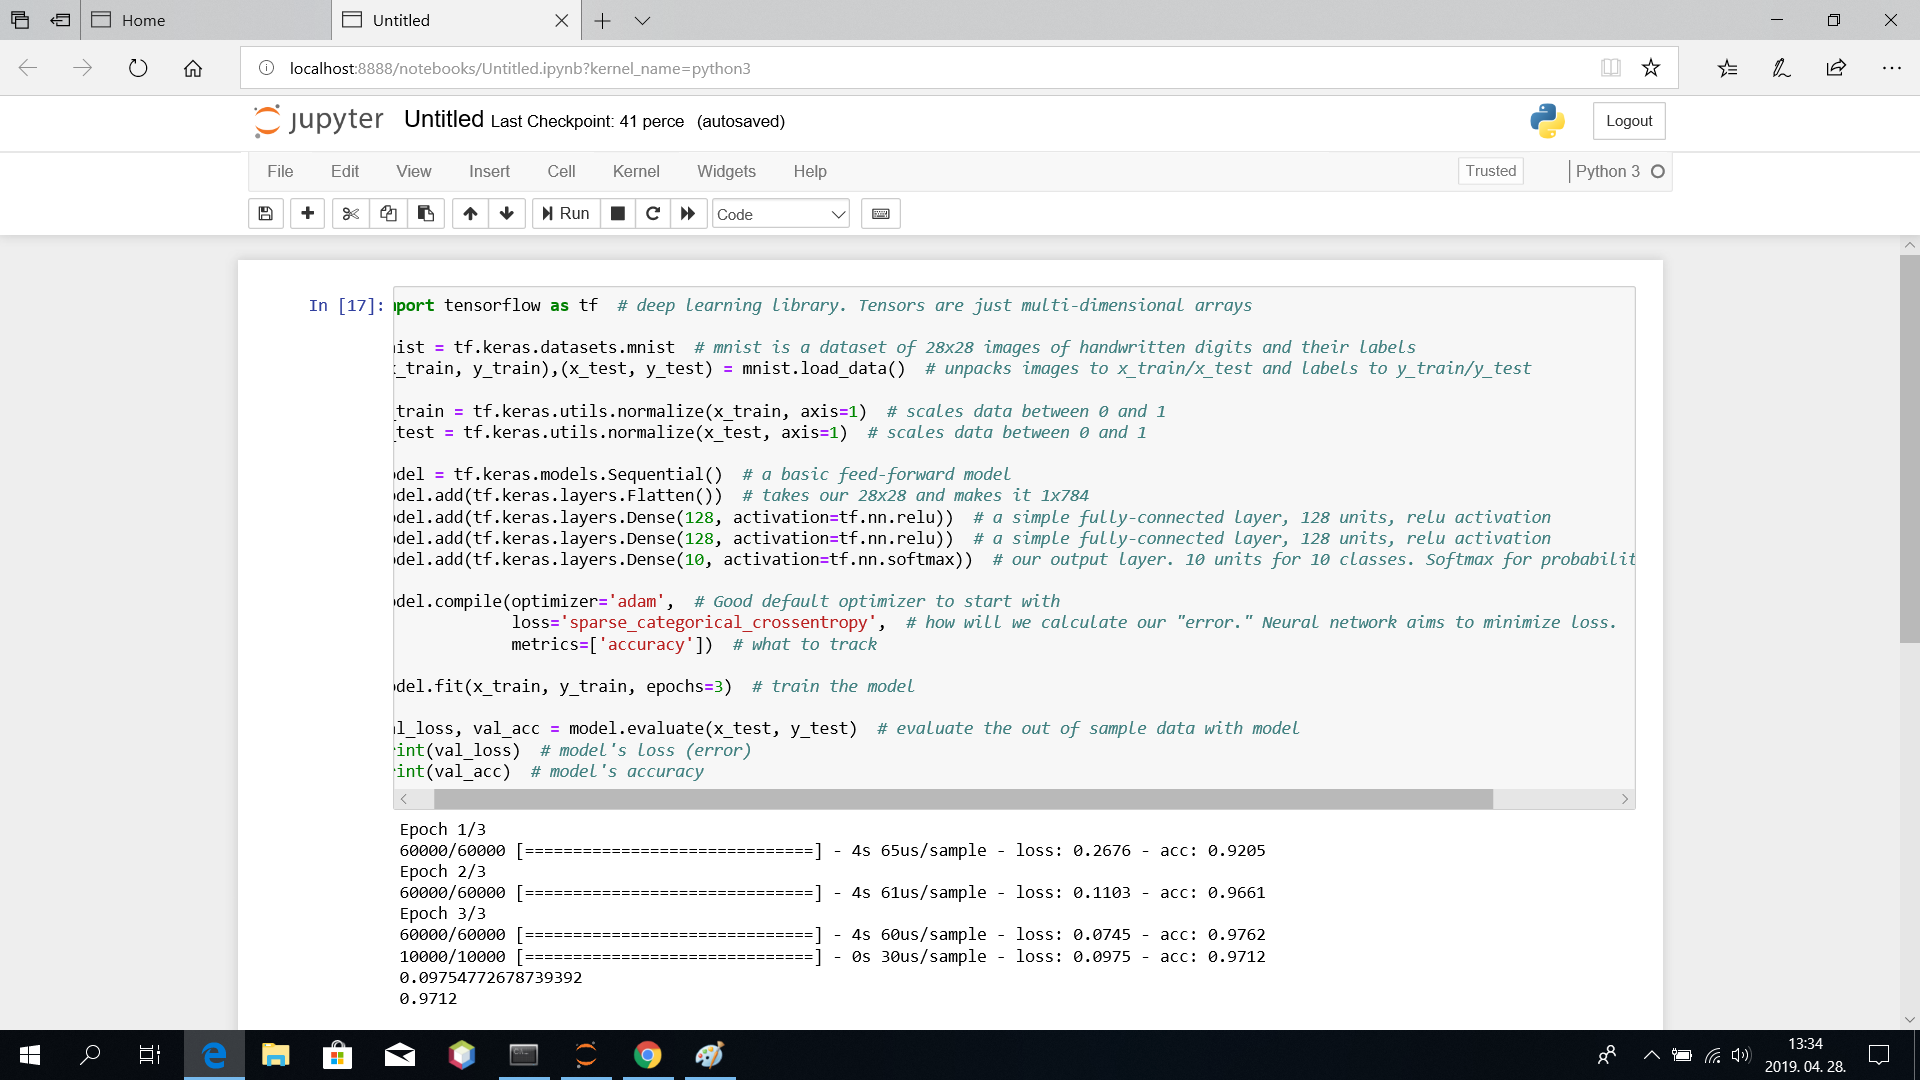 Home
Untitled
localhost:8888/notebooks/Untitled.ipynb?kernel_name=python3
jupyter Untitled Last Checkpoint: 41 perce (autosaved)
Logout
File Edit View Insert Cell Kernel Widgets Help
Trusted
Python 3
Run
Code
In [17]:
port tensorflow as tf  # deep learning library. Tensors are just multi-dimensional arrays
ist = tf.keras.datasets.mnist  # mnist is a dataset of 28x28 images of handwritten digits and their labels
_train, y_train),(x_test, y_test) = mnist.load_data()  # unpacks images to x_train/x_test and labels to y_train/y_test
_train = tf.keras.utils.normalize(x_train, axis=1)  # scales data between 0 and 1
_test = tf.keras.utils.normalize(x_test, axis=1)  # scales data between 0 and 1
del = tf.keras.models.Sequential()  # a basic feed-forward model
del.add(tf.keras.layers.Flatten())  # takes our 28x28 and makes it 1x784
del.add(tf.keras.layers.Dense(128, activation=tf.nn.relu))  # a simple fully-connected layer, 128 units, relu activation
del.add(tf.keras.layers.Dense(128, activation=tf.nn.relu))  # a simple fully-connected layer, 128 units, relu activation
del.add(tf.keras.layers.Dense(10, activation=tf.nn.softmax))  # our output layer. 10 units for 10 classes. Softmax for probabilit
del.compile(optimizer='adam',  # Good default optimizer to start with
loss='sparse_categorical_crossentropy',  # how will we calculate our "error." Neural network aims to minimize loss.
metrics=['accuracy'])  # what to track
del.fit(x_train, y_train, epochs=3)  # train the model
l_loss, val_acc = model.evaluate(x_test, y_test)  # evaluate the out of sample data with model
int(val_loss)  # model's loss (error)
int(val_acc)  # model's accuracy
Epoch 1/3
60000/60000 [==============================] - 4s 65us/sample - loss: 0.2676 - acc: 0.9205
Epoch 2/3
60000/60000 [==============================] - 4s 61us/sample - loss: 0.1103 - acc: 0.9661
Epoch 3/3
60000/60000 [==============================] - 4s 60us/sample - loss: 0.0745 - acc: 0.9762
10000/10000 [==============================] - 0s 30us/sample - loss: 0.0975 - acc: 0.9712
0.09754772678739392
0.9712
13:34
2019. 04. 28.